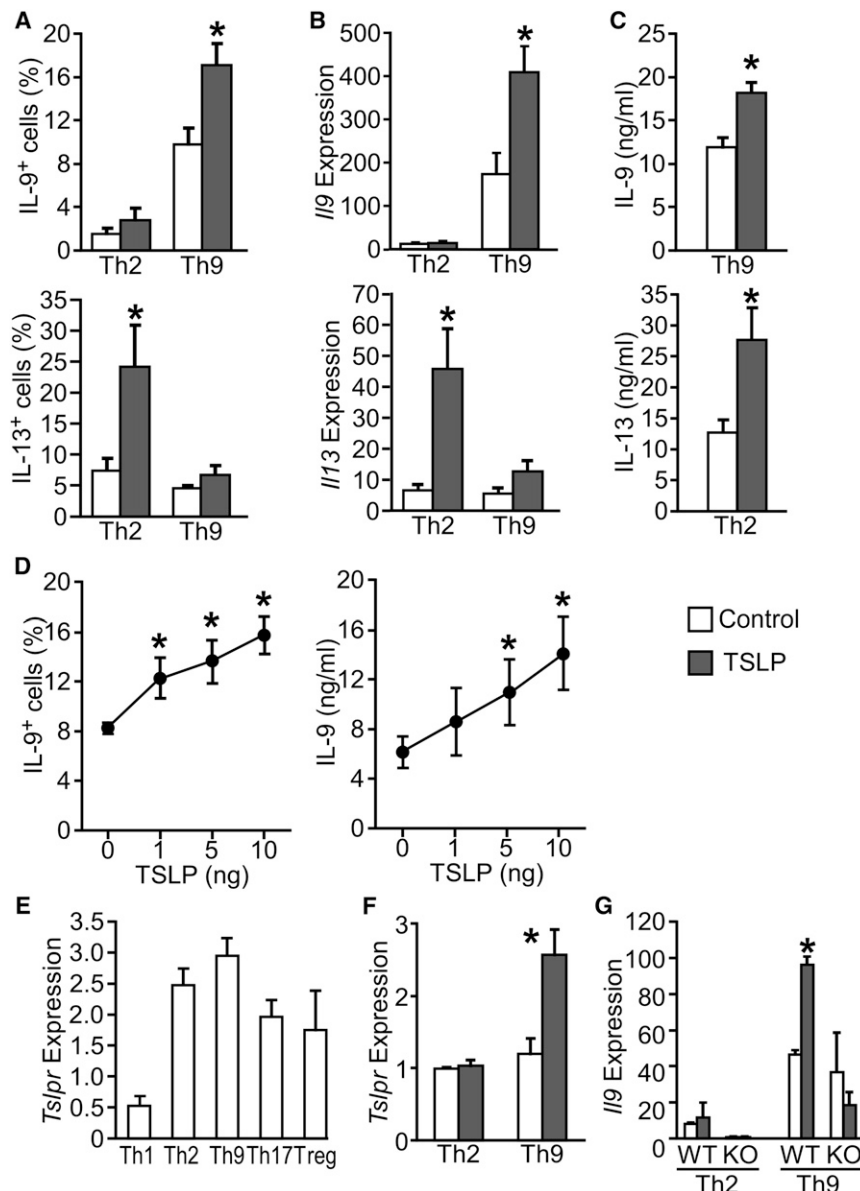 A
IL-9+ cells (%)
20
16
12
8
4
0
*
Th2 Th9
B
Il9 Expression
500
400
300
200
100
0
*
Th2 Th9
C
IL-9 (ng/ml)
25
20
15
10
5
0
*
Th9
IL-13+ cells (%)
35
30
25
20
15
10
5
0
*
Th2 Th9
Il13 Expression
70
60
50
40
30
20
10
0
*
Th2 Th9
IL-13 (ng/ml)
35
30
25
20
15
10
5
0
*
Th2
D
IL-9+ cells (%)
20
16
12
8
4
0
* * *
0 1 5 10
TSLP (ng)
IL-9 (ng/ml)
18
14
10
6
4
0
* *
0 1 5 10
TSLP (ng)
Control
TSLP
E
Tslpr Expression
3.5
3.0
2.5
2.0
1.5
1.0
0.5
0
Th1 Th2 Th9 Th17 Treg
F
Tslpr Expression
3
2
1
0
*
Th2 Th9
G
Il9 Expression
120
100
80
60
40
20
0
*
WT KO WT KO
Th2 Th9